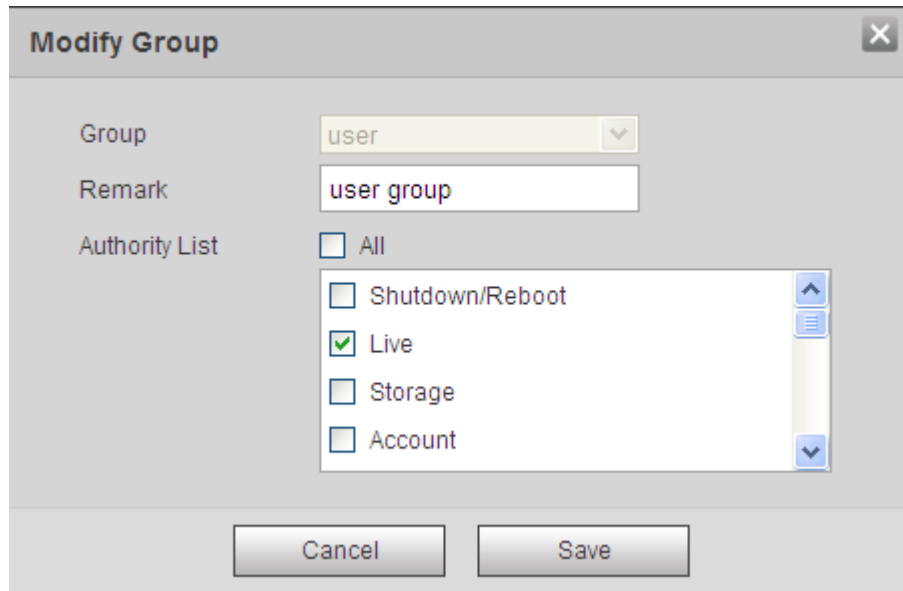 Modify Group
Group user
Remark user group
Authority List All
Shutdown/Reboot
Live
Storage
Account
Cancel Save